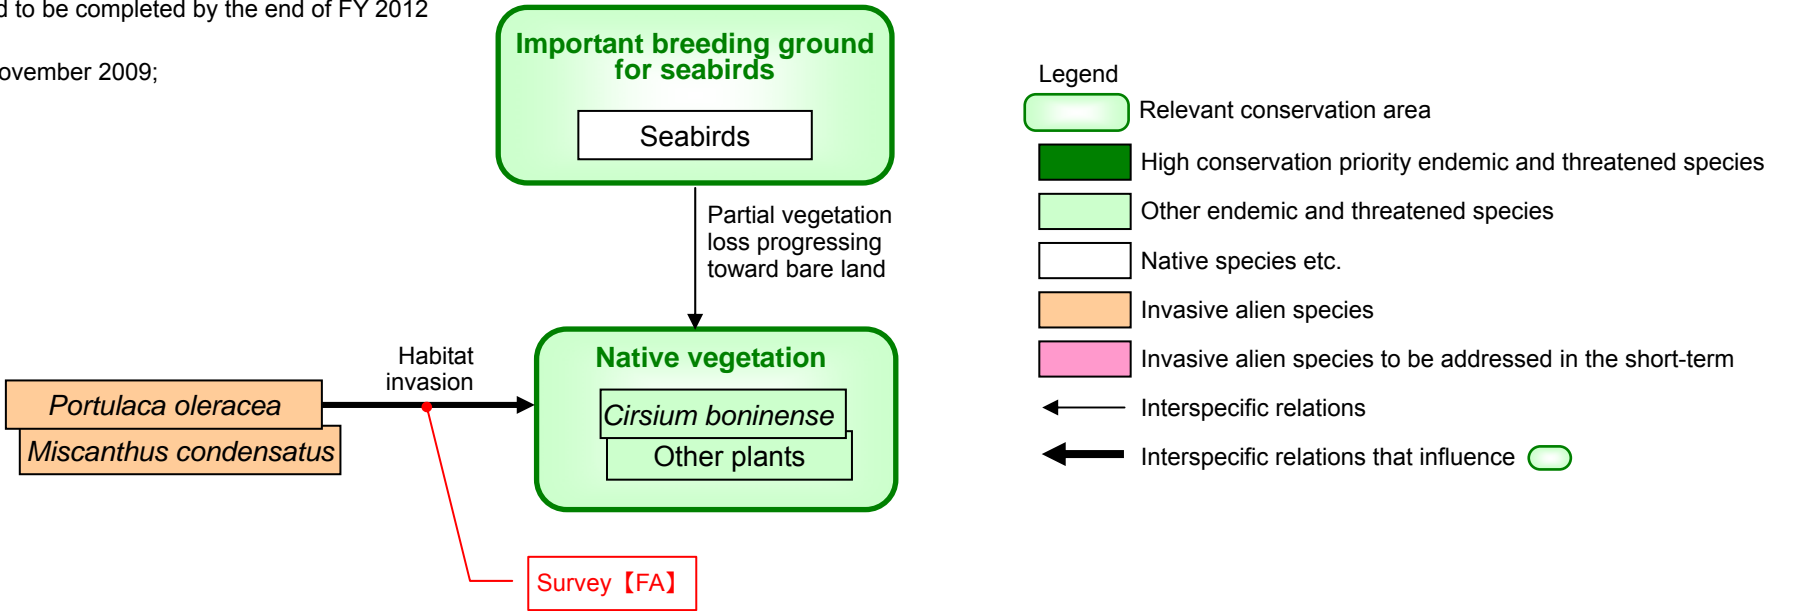 d to be completed by the end of FY 2012
ovember 2009;
Important breeding ground
for seabirds
Seabirds
Partial vegetation
loss progressing
toward bare land
Habitat
invasion
Portulaca oleracea
Miscanthus condensatus
Native vegetation
Cirsium boninense
Other plants
Survey【FA】
Legend
Relevant conservation area
High conservation priority endemic and threatened species
Other endemic and threatened species
Native species etc.
Invasive alien species
Invasive alien species to be addressed in the short-term
Interspecific relations
Interspecific relations that influence